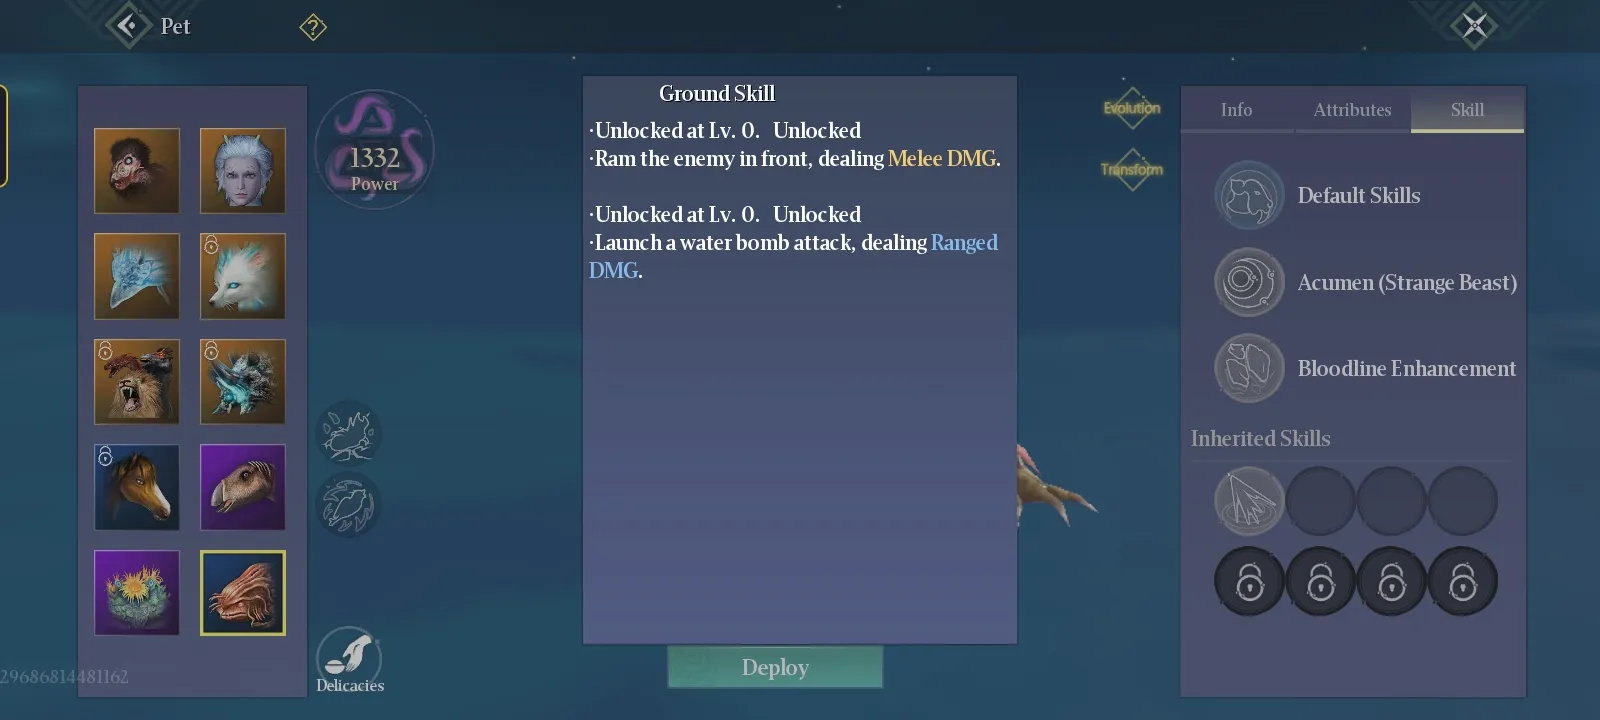 Pet
?
1332
Power
Delicacies
29686814481162
Ground Skill
·Unlocked at Lv. 0. Unlocked
·Ram the enemy in front, dealing Melee DMG.
·Unlocked at Lv. 0. Unlocked
·Launch a water bomb attack, dealing Ranged
DMG.
Deploy
Evolution
Transform
Info
Attributes
Skill
Default Skills
Acumen (Strange Beast)
Bloodline Enhancement
Inherited Skills